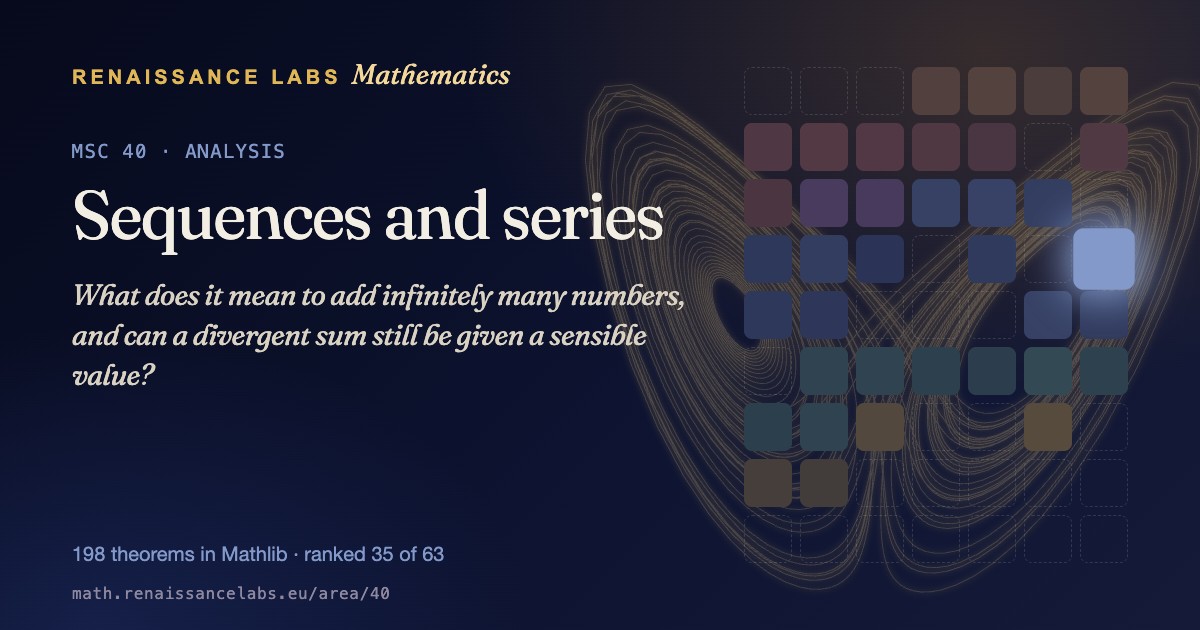 RENAISSANCE LABS Mathematics
MSC 40 · ANALYSIS
Sequences and series
What does it mean to add infinitely many numbers,
and can a divergent sum still be given a sensible
value?
198 theorems in Mathlib · ranked 35 of 63
math.renaissancelabs.eu/area/40